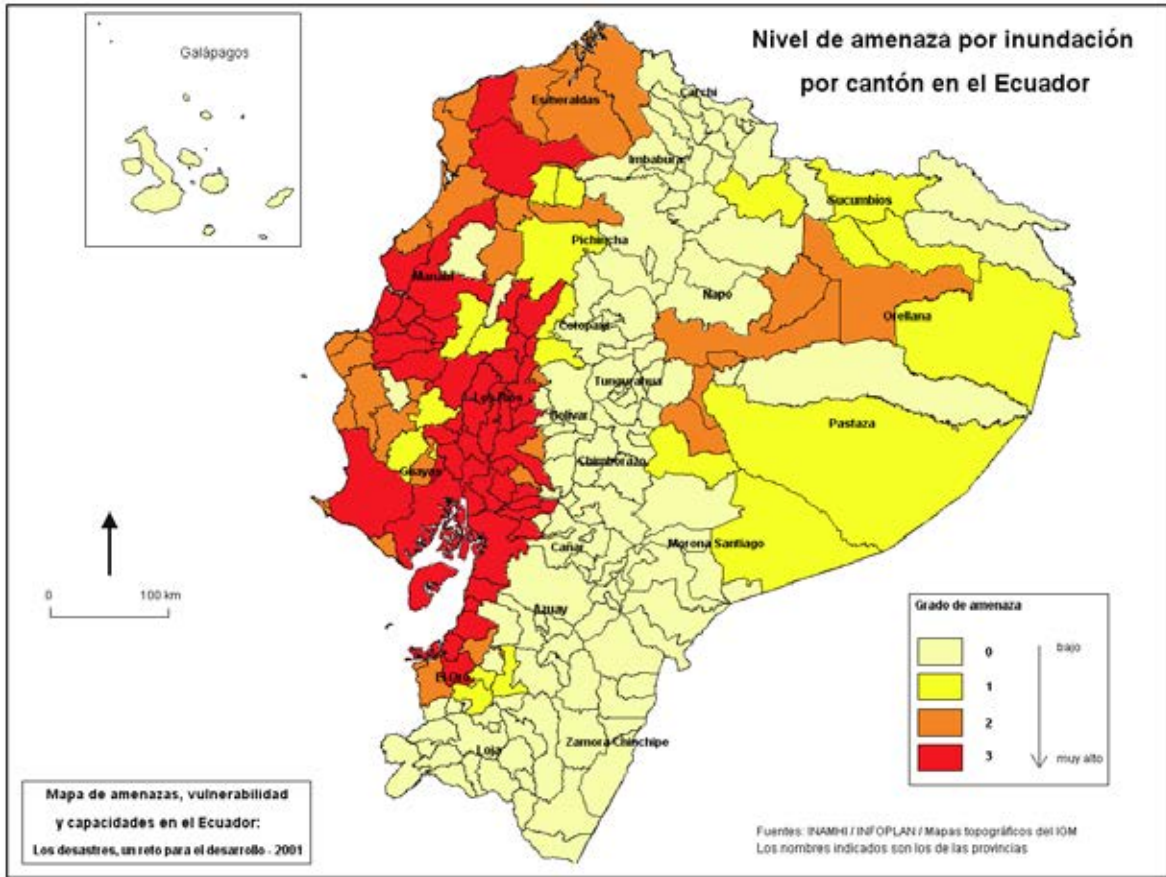 Nivel de amenaza por inundación
por cantón en el Ecuador
Galápagos
Esmeraldas
Carchi
Imbabura
Sucumbíos
Pichincha
Manabí
Napo
Orellana
Cotopaxi
Tungurahua
Los Ríos
Bolívar
Pastaza
Chimborazo
Guayas
Cañar
Morona Santiago
Azuay
El Oro
Loja
Zamora Chinchipe
0
100 km
Grado de amenaza
0
bajo
1
2
3
muy alto
Mapa de amenazas, vulnerabilidad
y capacidades en el Ecuador:
Los desastres, un reto para el desarrollo - 2001
Fuentes: INAMHI / INFOPLAN / Mapas topográficos del IGM
Los nombres indicados son los de las provincias